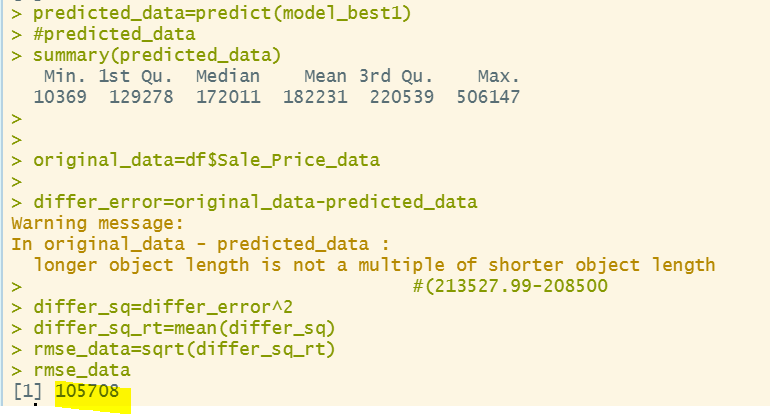 > predicted_data=predict(model_best1)
> #predicted_data
> summary(predicted_data)
   Min. 1st Qu.  Median    Mean 3rd Qu.    Max.
  10369  129278  172011  182231  220539  506147
>
>
> original_data=df$Sale_Price_data
>
> differ_error=original_data-predicted_data
Warning message:
In original_data - predicted_data :
  longer object length is not a multiple of shorter object length
>                                     #(213527.99-208500
> differ_sq=differ_error^2
> differ_sq_rt=mean(differ_sq)
> rmse_data=sqrt(differ_sq_rt)
> rmse_data
[1] 105708